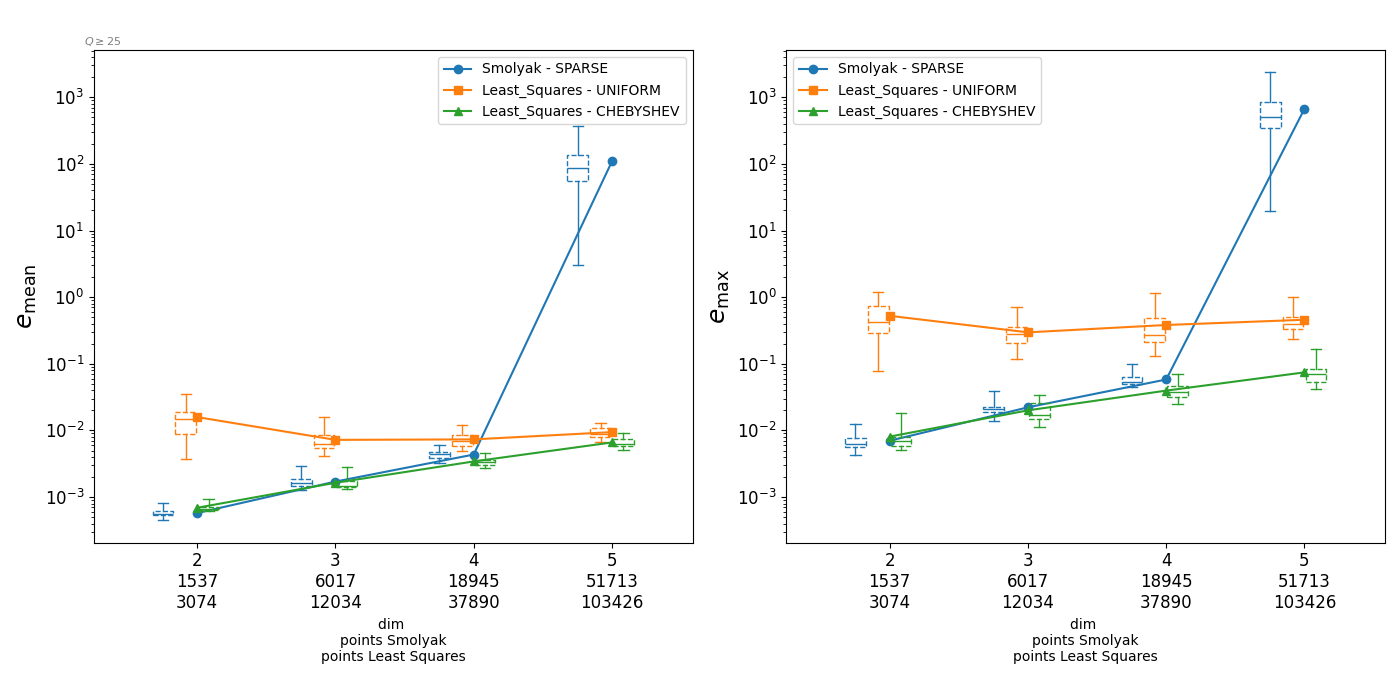 Q ≥ 25
Smolyak - SPARSE
Least_Squares - UNIFORM
Least_Squares - CHEBYSHEV
10³
10²
10¹
10⁰
10⁻¹
10⁻²
10⁻³
e_mean
2 3 4 5
1537 6017 18945 51713
3074 12034 37890 103426
dim
points Smolyak
points Least Squares
Smolyak - SPARSE
Least_Squares - UNIFORM
Least_Squares - CHEBYSHEV
10³
10²
10¹
10⁰
10⁻¹
10⁻²
10⁻³
e_max
2 3 4 5
1537 6017 18945 51713
3074 12034 37890 103426
dim
points Smolyak
points Least Squares